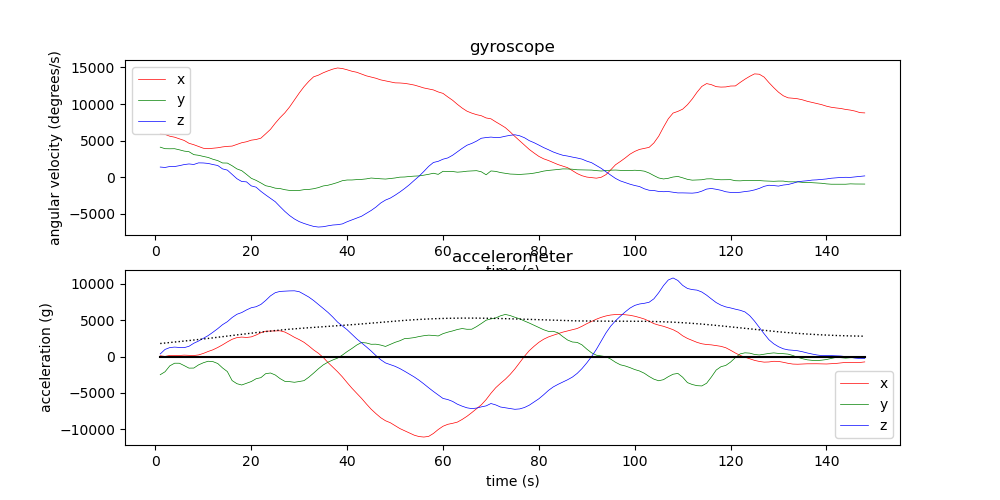 gyroscope
angular velocity (degrees/s)
15000
10000
5000
0
−5000
x
y
z
0 20 40 60 80 100 120 140
time (s)
accelerometer
acceleration (g)
10000
5000
0
−5000
−10000
x
y
z
0 20 40 60 80 100 120 140
time (s)